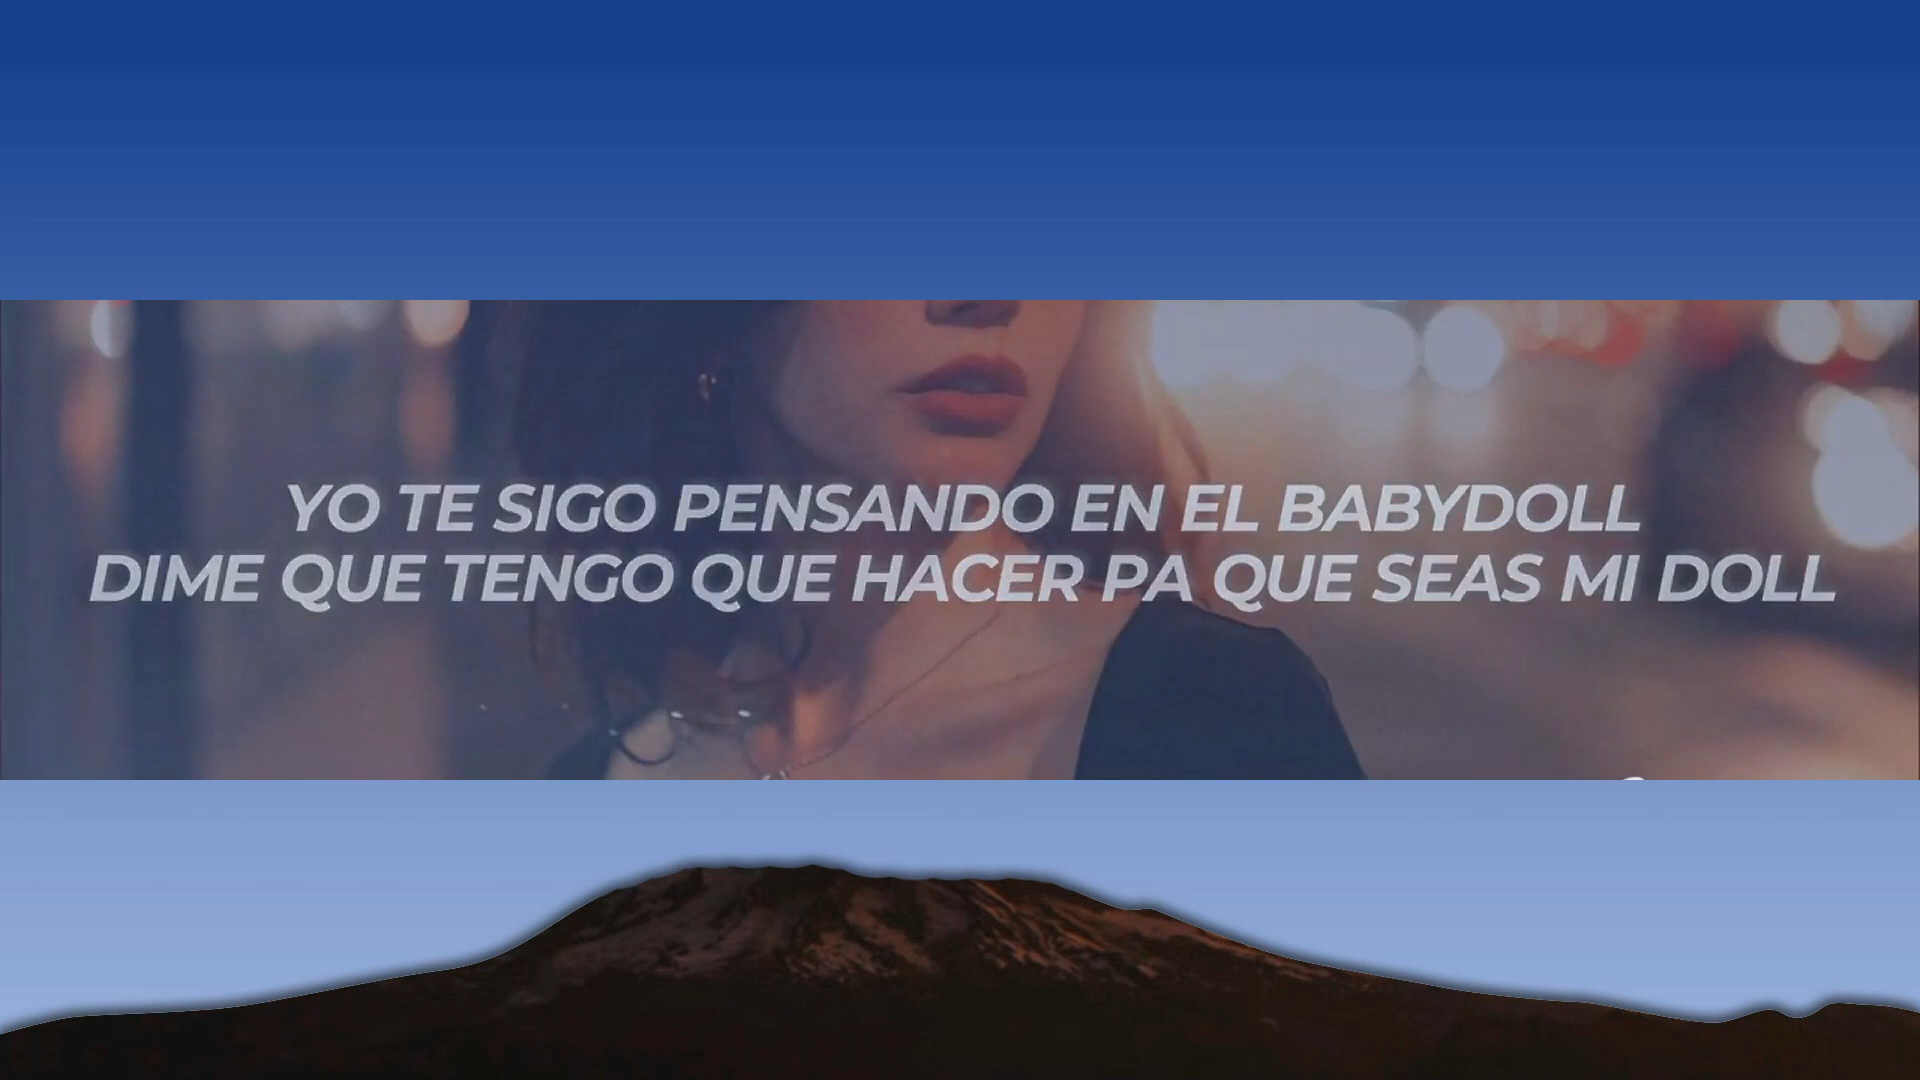 YO TE SIGO PENSANDO EN EL BABYDOLL
DIME QUE TENGO QUE HACER PA QUE SEAS MI DOLL